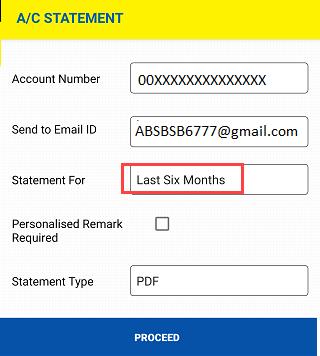 A/C STATEMENT
Account Number 00XXXXXXXXXXXXXX
Send to Email ID ABSBSB6777@gmail.com
Statement For Last Six Months
Personalised Remark
Required
Statement Type PDF
PROCEED